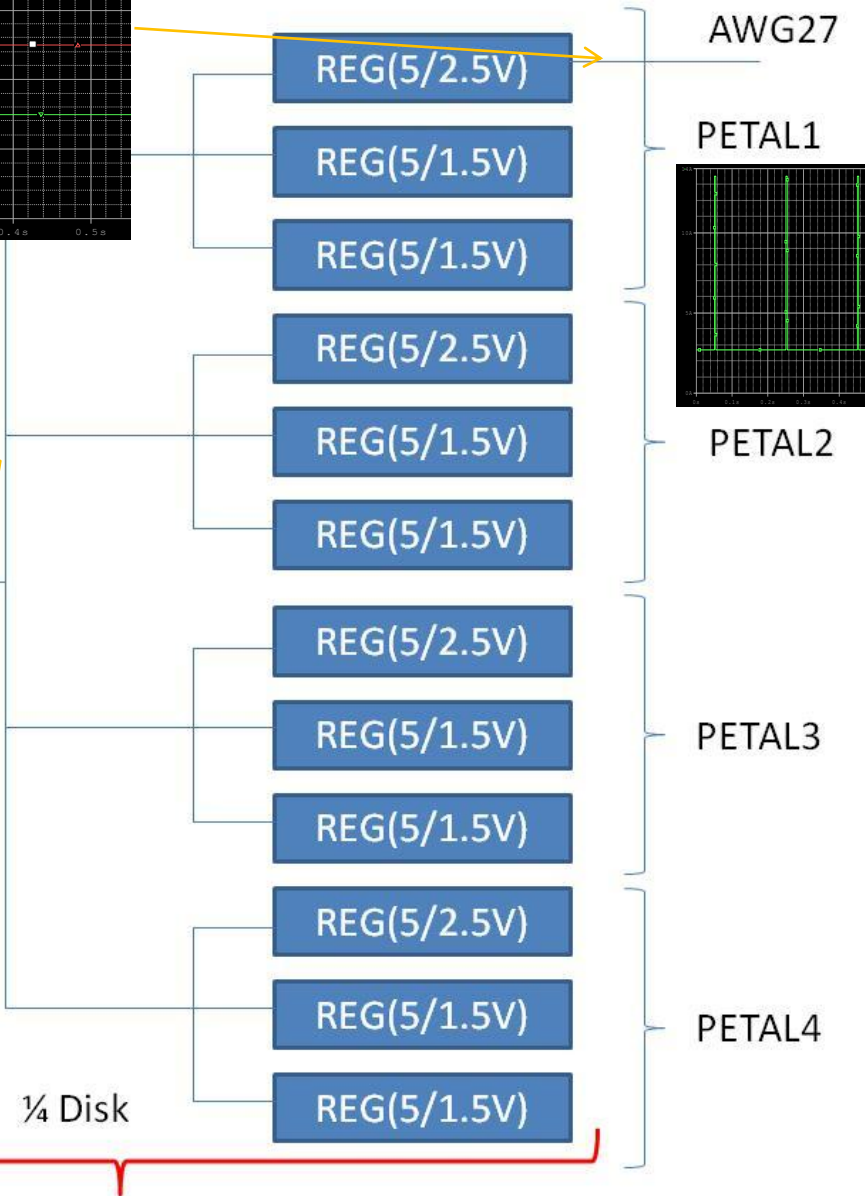 AWG27
REG(5/2.5V)
REG(5/1.5V)
REG(5/1.5V)
PETAL1
0.4s 0.5s
REG(5/2.5V)
REG(5/1.5V)
REG(5/1.5V)
PETAL2
REG(5/2.5V)
REG(5/1.5V)
REG(5/1.5V)
PETAL3
REG(5/2.5V)
REG(5/1.5V)
REG(5/1.5V)
PETAL4
¼ Disk